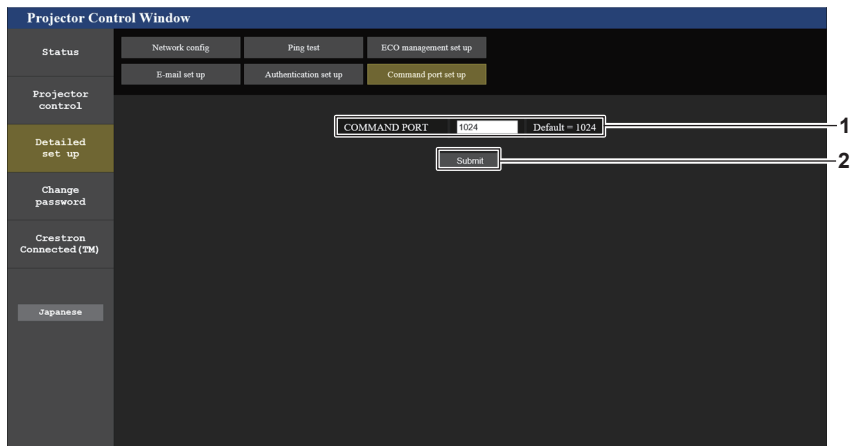 Projector Control Window
Status
Projector
control
Detailed
set up
Change
password
Crestron
Connected(TM)
Japanese
Network config
Ping test
ECO management set up
E-mail set up
Authentication set up
Command port set up
COMMAND PORT 1024 Default = 1024
1
Submit
2